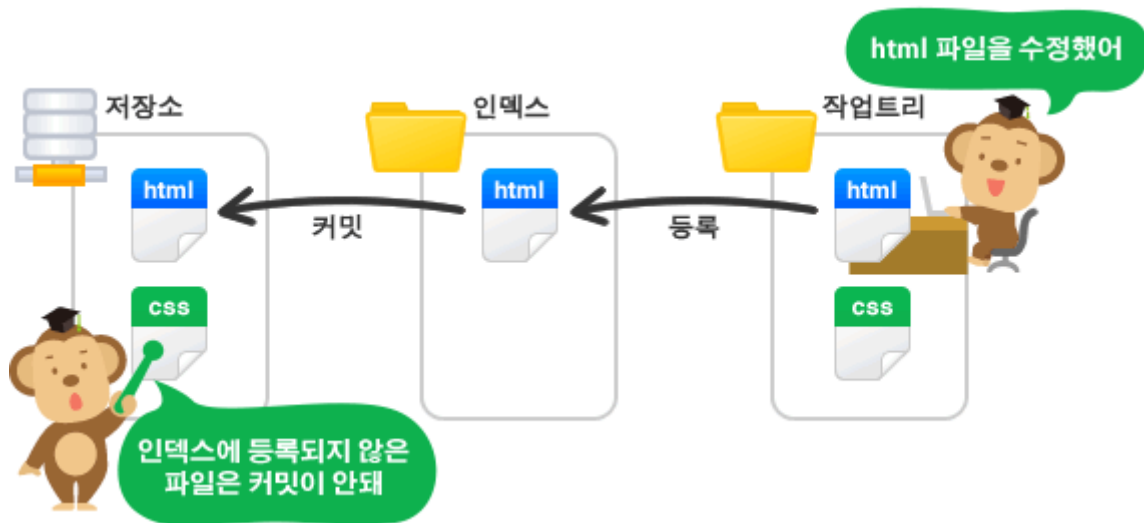 html 파일을 수정했어
저장소
인덱스
작업트리
html
html
html
커밋
등록
css
css
인덱스에 등록되지 않은
파일은 커밋이 안돼